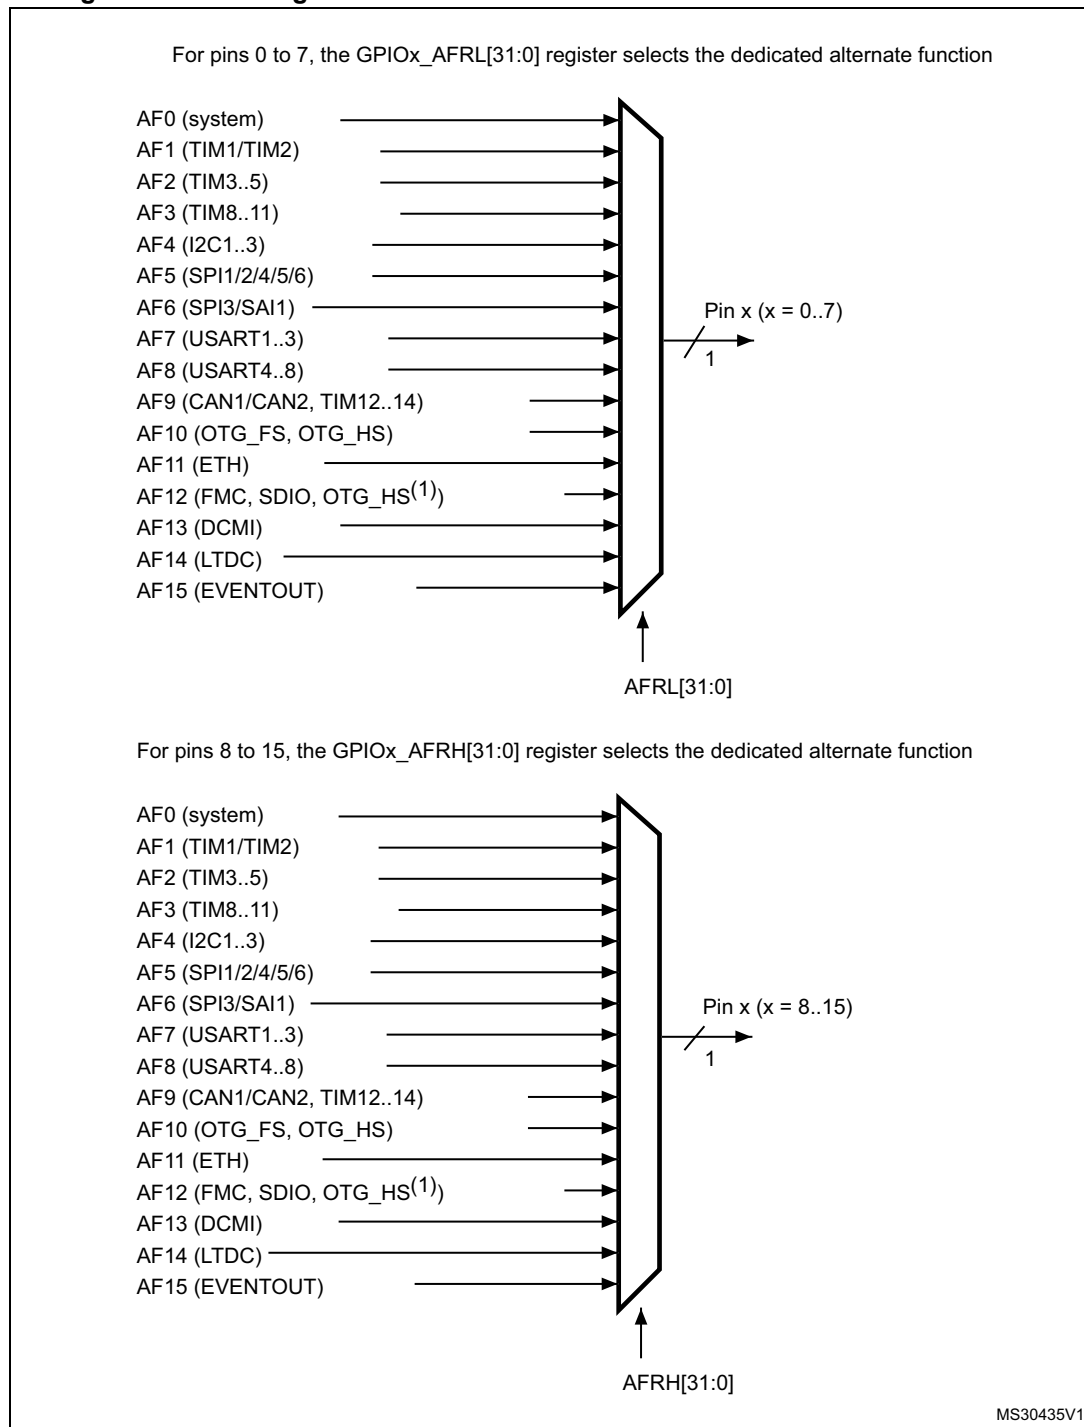 For pins 0 to 7, the GPIOx_AFRL[31:0] register selects the dedicated alternate function
AF0 (system)
AF1 (TIM1/TIM2)
AF2 (TIM3..5)
AF3 (TIM8..11)
AF4 (I2C1..3)
AF5 (SPI1/2/4/5/6)
AF6 (SPI3/SAI1)
Pin x (x = 0..7)
AF7 (USART1..3)
1
AF8 (USART4..8)
AF9 (CAN1/CAN2, TIM12..14)
AF10 (OTG_FS, OTG_HS)
AF11 (ETH)
AF12 (FMC, SDIO, OTG_HS(1))
AF13 (DCMI)
AF14 (LTDC)
AF15 (EVENTOUT)
AFRL[31:0]
For pins 8 to 15, the GPIOx_AFRH[31:0] register selects the dedicated alternate function
AF0 (system)
AF1 (TIM1/TIM2)
AF2 (TIM3..5)
AF3 (TIM8..11)
AF4 (I2C1..3)
AF5 (SPI1/2/4/5/6)
AF6 (SPI3/SAI1)
Pin x (x = 8..15)
AF7 (USART1..3)
1
AF8 (USART4..8)
AF9 (CAN1/CAN2, TIM12..14)
AF10 (OTG_FS, OTG_HS)
AF11 (ETH)
AF12 (FMC, SDIO, OTG_HS(1))
AF13 (DCMI)
AF14 (LTDC)
AF15 (EVENTOUT)
AFRH[31:0]
MS30435V1